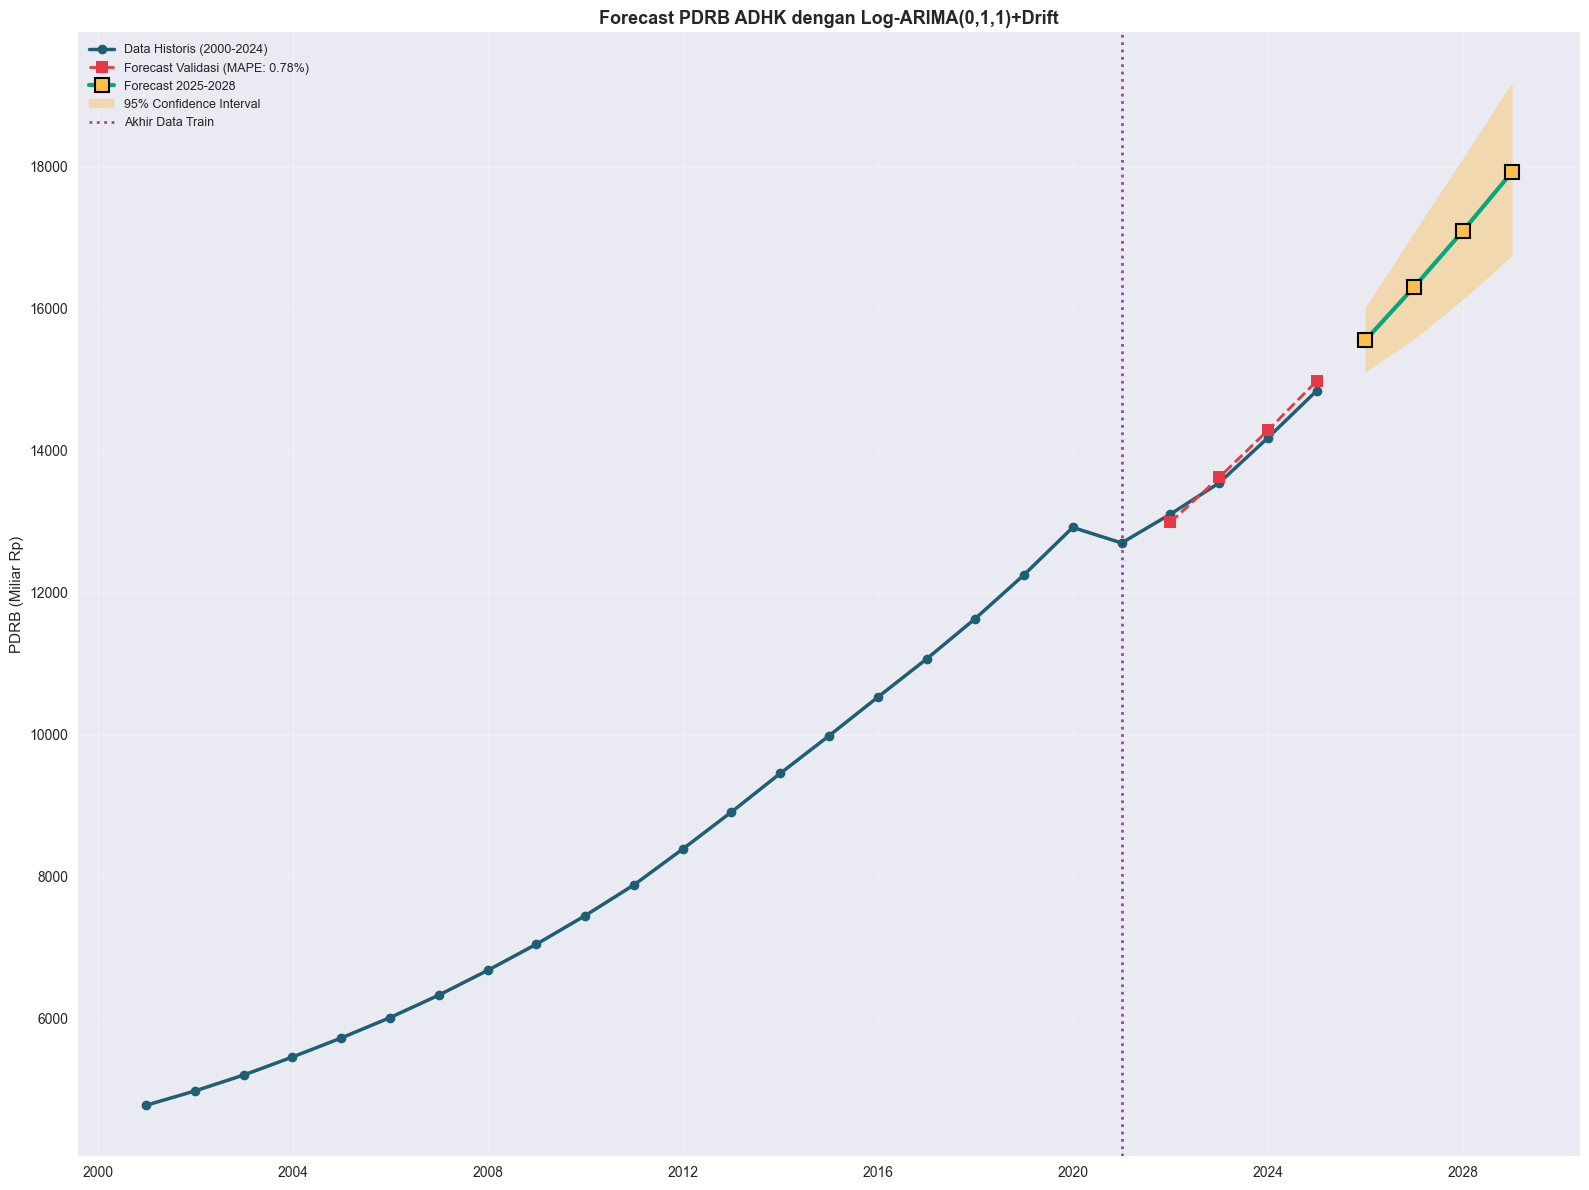 Forecast PDRB ADHK dengan Log-ARIMA(0,1,1)+Drift
Data Historis (2000-2024)
Forecast Validasi (MAPE: 0.78%)
Forecast 2025-2028
95% Confidence Interval
Akhir Data Train
PDRB (Miliar Rp)
18000
16000
14000
12000
10000
8000
6000
2000
2004
2008
2012
2016
2020
2024
2028